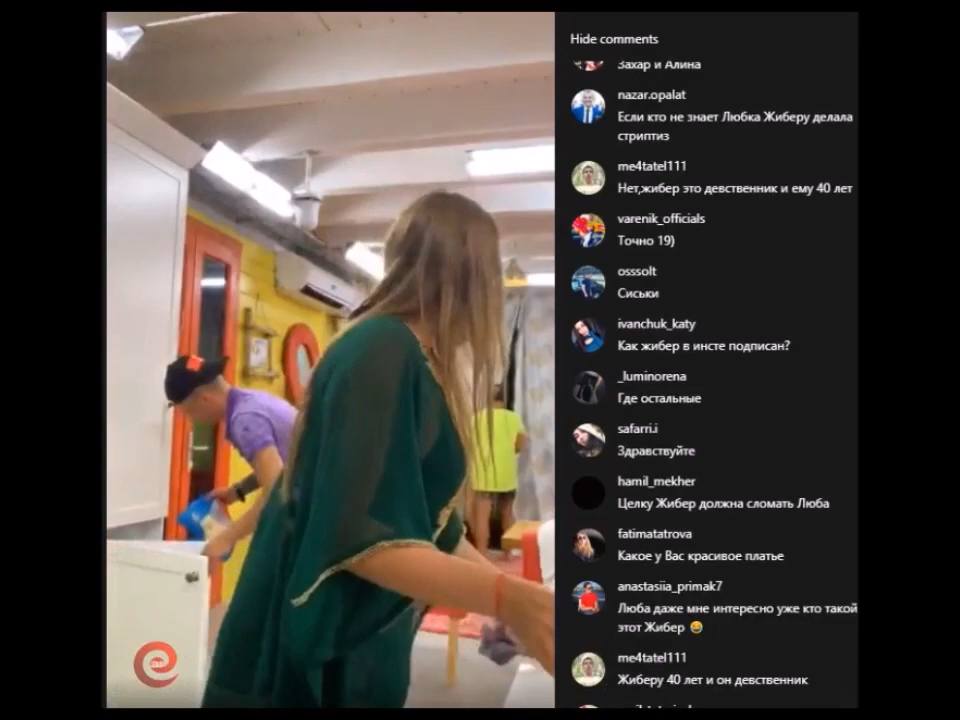 Hide comments
Захар и Алина
nazar.opalat
Если кто не знает Любка Жиберу делала
стриптиз
me4tatel111
Нет,жибер это девственник и ему 40 лет
varenik_officials
Точно 19)
osssolt
Сиськи
ivanchuk_katy
Как жибер в инсте подписан?
_luminorena
Где остальные
safarri.i
Здравствуйте
hamil_mekher
Целку Жибер должна сломать Люба
fatimatatrova
Какое у Вас красивое платье
anastasiia_primak7
Люба даже мне интересно уже кто такой
этот Жибер 😂
me4tatel111
Жиберу 40 лет и он девственник